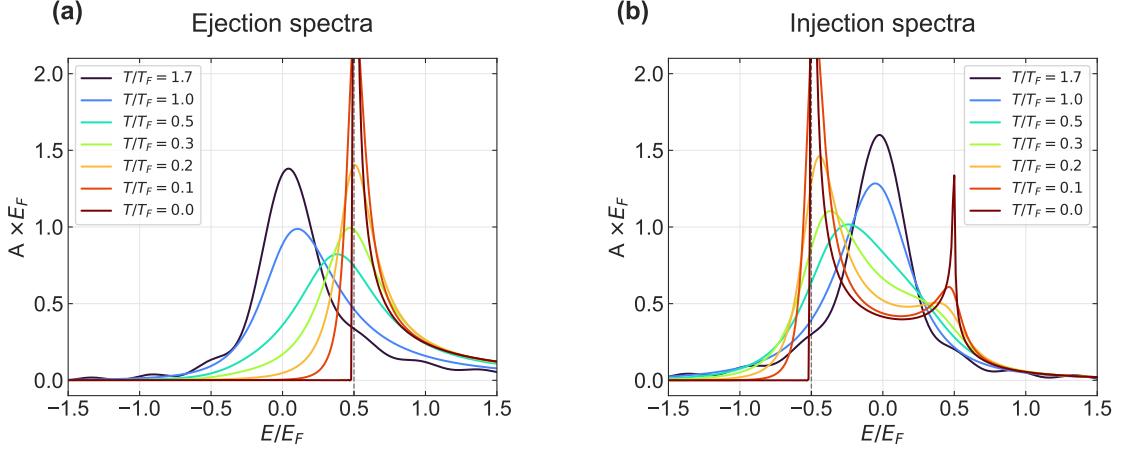 (a)
Ejection spectra
T/T_F = 1.7
T/T_F = 1.0
T/T_F = 0.5
T/T_F = 0.3
T/T_F = 0.2
T/T_F = 0.1
T/T_F = 0.0
2.0
1.5
1.0
0.5
0.0
A ×E_F
−1.5 −1.0 −0.5 0.0 0.5 1.0 1.5
E/E_F
(b)
Injection spectra
T/T_F = 1.7
T/T_F = 1.0
T/T_F = 0.5
T/T_F = 0.3
T/T_F = 0.2
T/T_F = 0.1
T/T_F = 0.0
2.0
1.5
1.0
0.5
0.0
A ×E_F
−1.5 −1.0 −0.5 0.0 0.5 1.0 1.5
E/E_F